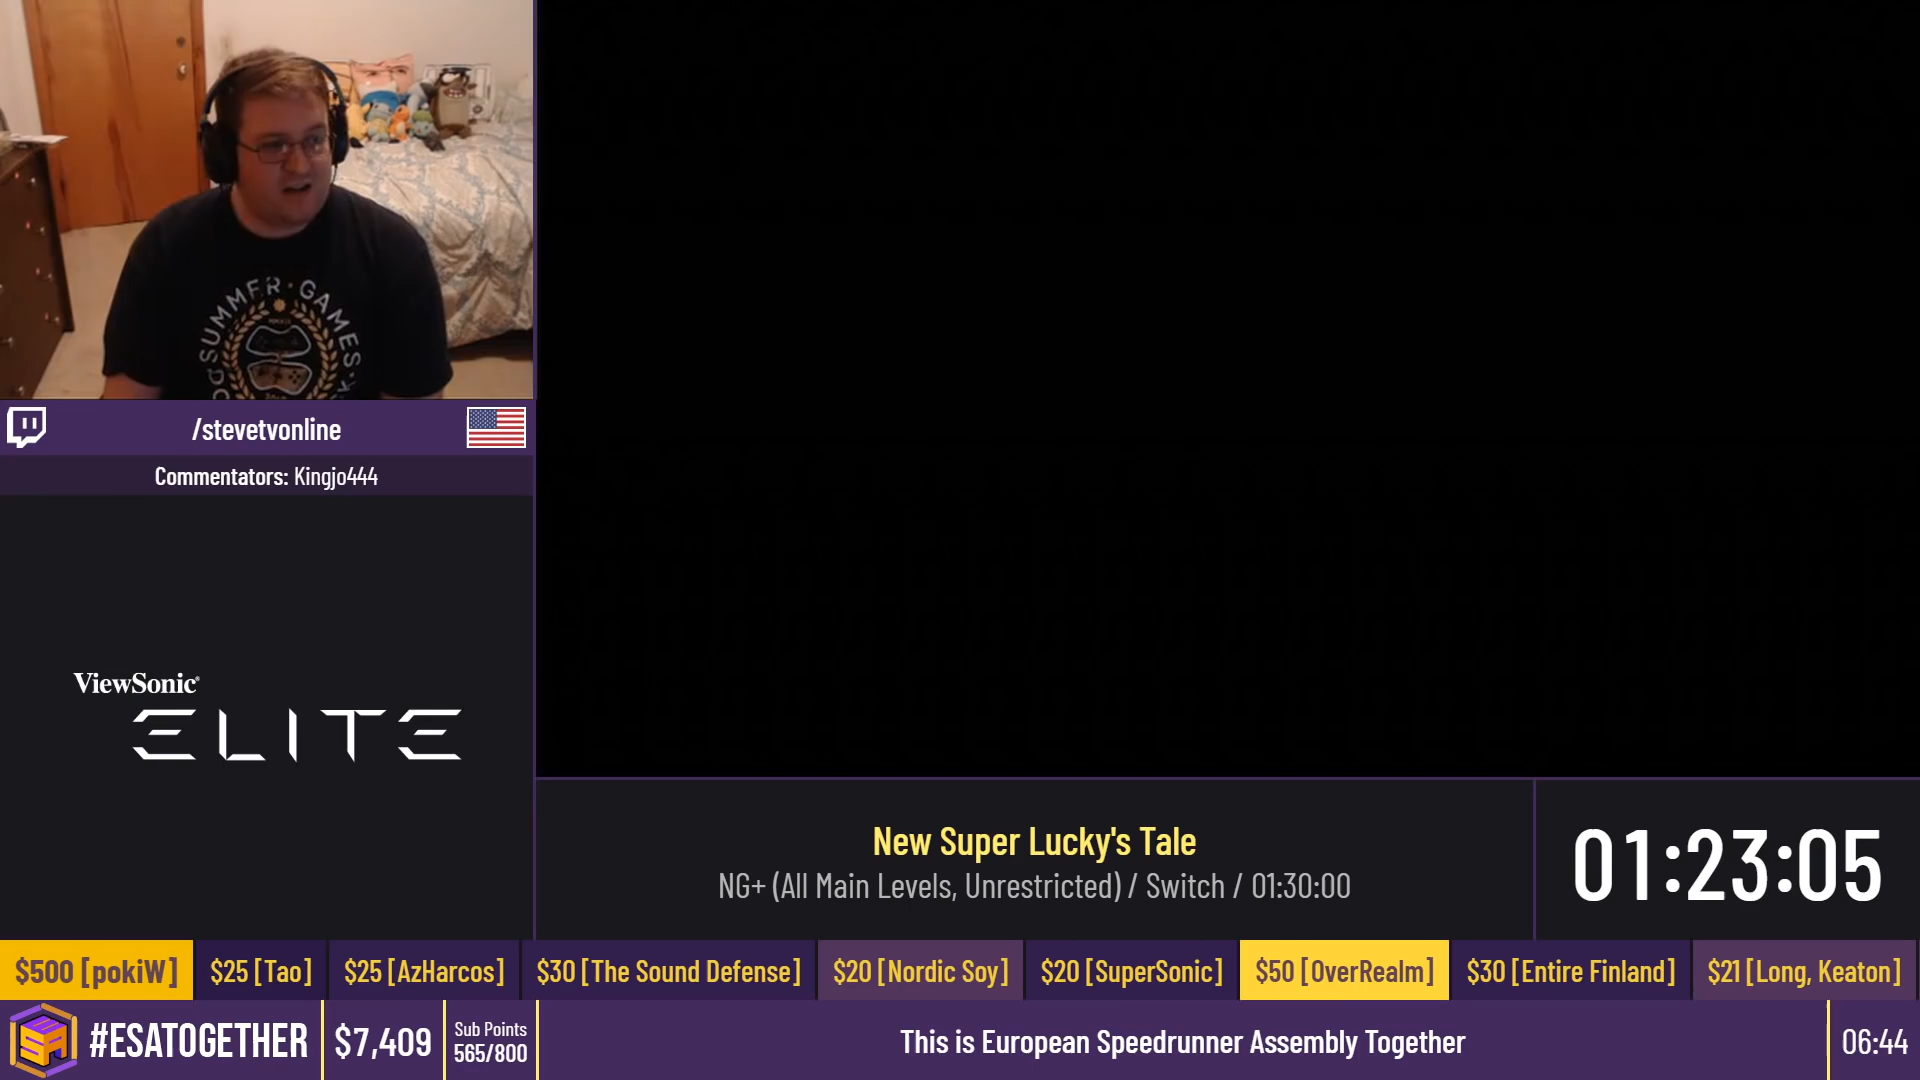 SUMMER GAMES
/stevetvonline
Commentators: Kingjo444
ViewSonic
ELITE
New Super Lucky's Tale
NG+ (All Main Levels, Unrestricted) / Switch / 01:30:00
01:23:05
$500 [pokiW]
$25 [Tao]
$25 [AzHarcos]
$30 [The Sound Defense]
$20 [Nordic Soy]
$20 [SuperSonic]
$50 [OverRealm]
$30 [Entire Finland]
$21 [Long, Keaton]
#ESATOGETHER
$7,409
Sub Points
565/800
This is European Speedrunner Assembly Together
06:44